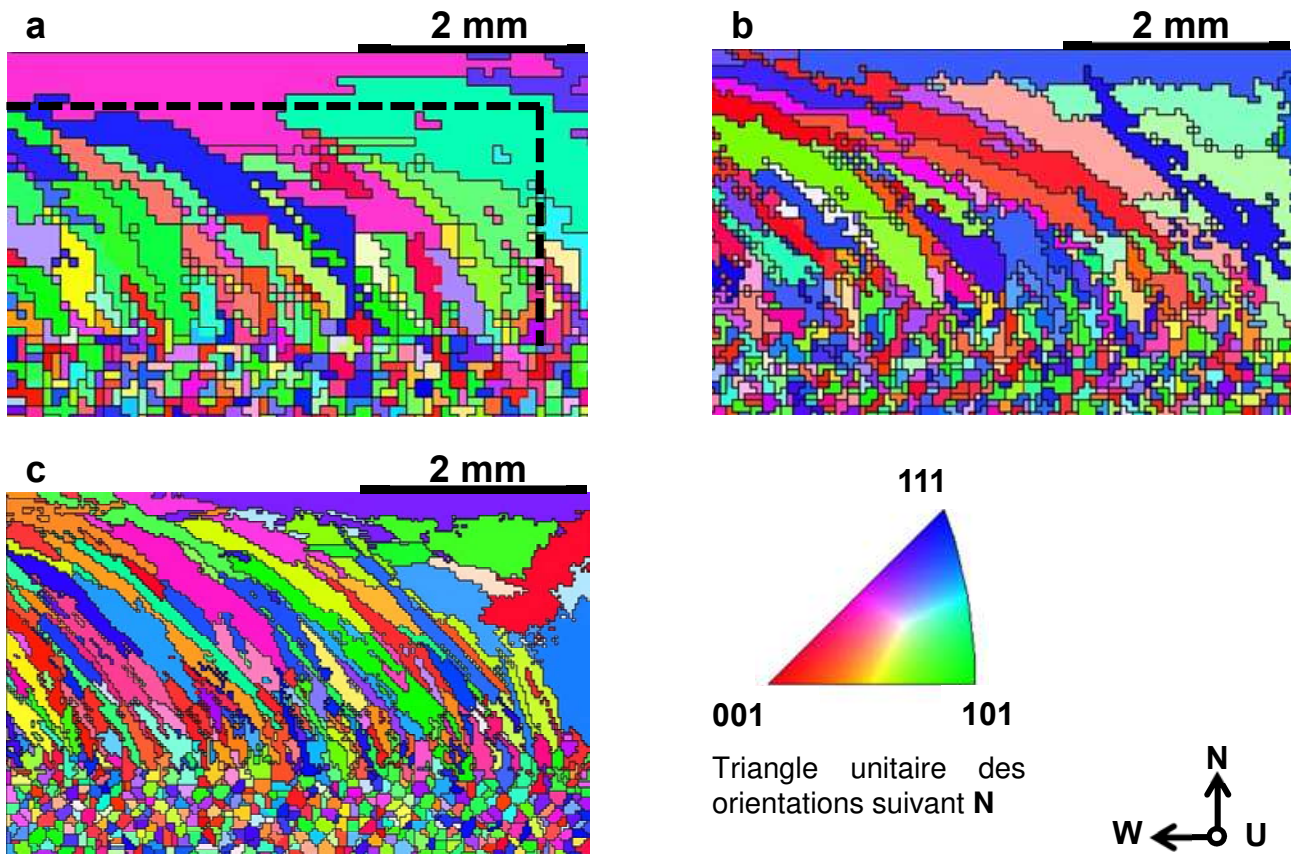 a 2 mm
b 2 mm
c 2 mm
111
001 101
Triangle unitaire des
orientations suivant N
N
W U